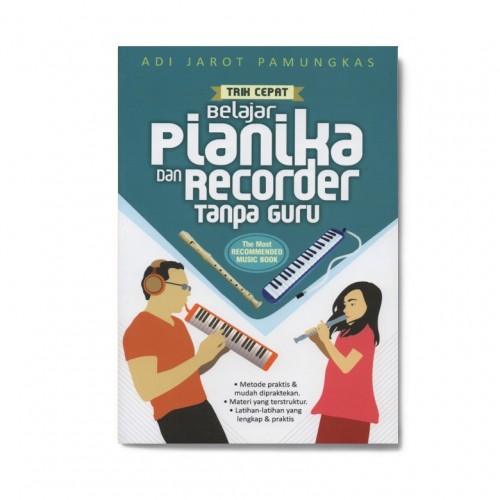 ADI JAROT PAMUNGKAS
TRIK CEPAT
Belajar
Pianika
Dan Recorder
Tanpa Guru
The Most
RECOMMENDED
MUSIC BOOK
• Metode praktis &
mudah dipraktekan.
• Materi yang terstruktur.
• Latihan-latihan yang
lengkap & praktis